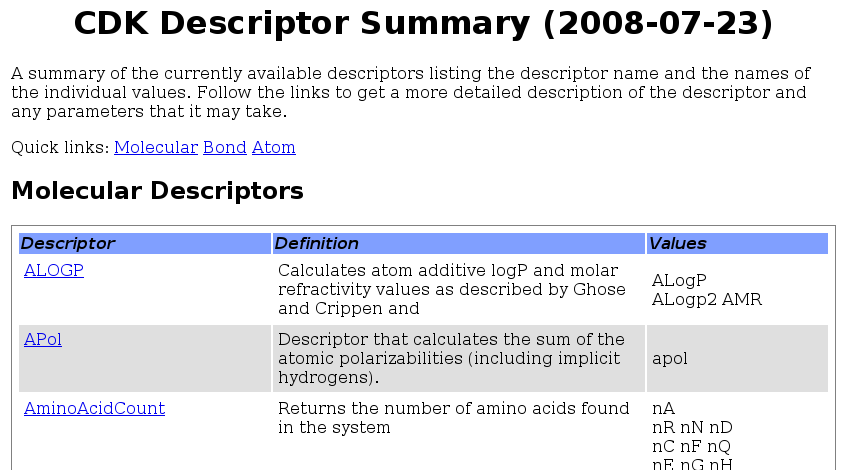 CDK Descriptor Summary (2008-07-23)
A summary of the currently available descriptors listing the descriptor name and the names of
the individual values. Follow the links to get a more detailed description of the descriptor and
any parameters that it may take.
Quick links: Molecular Bond Atom
Molecular Descriptors
Descriptor Definition Values
ALOGP
Calculates atom additive logP and molar
refractivity values as described by Ghose
and Crippen and
ALogP
ALogp2 AMR
APol
Descriptor that calculates the sum of the
atomic polarizabilities (including implicit
hydrogens).
apol
AminoAcidCount
Returns the number of amino acids found
in the system
nA
nR nN nD
nC nF nQ
nE nG nH